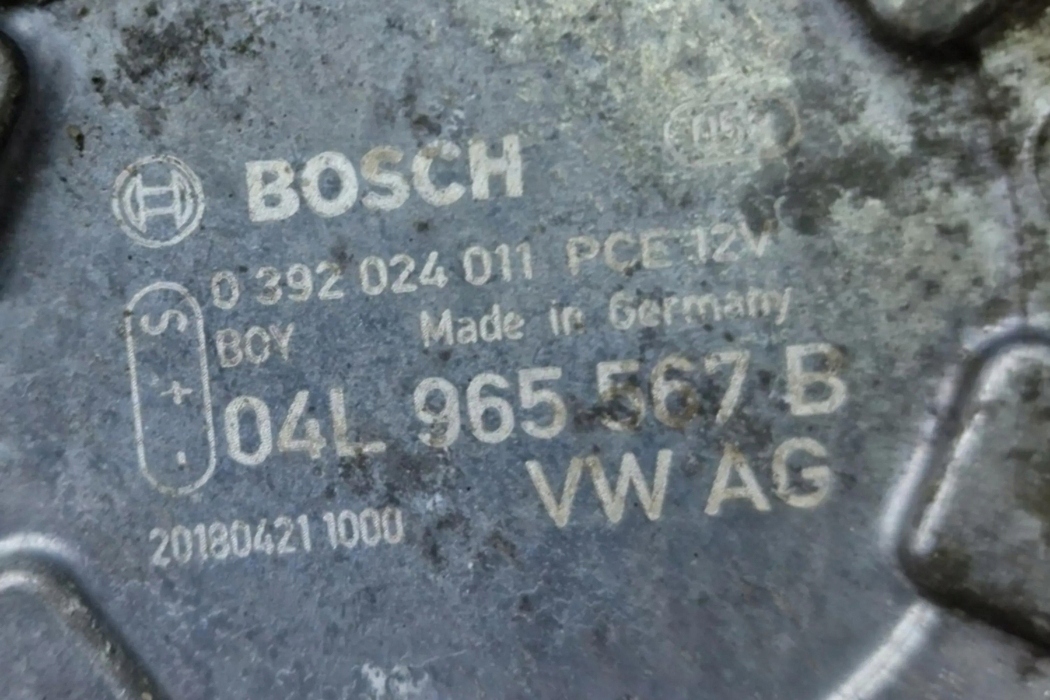 BOSCH
0 392 024 011 PCE 12V
S
BOY Made in Germany
+
04L 965 567 B
-
VW AG
20180421 1000